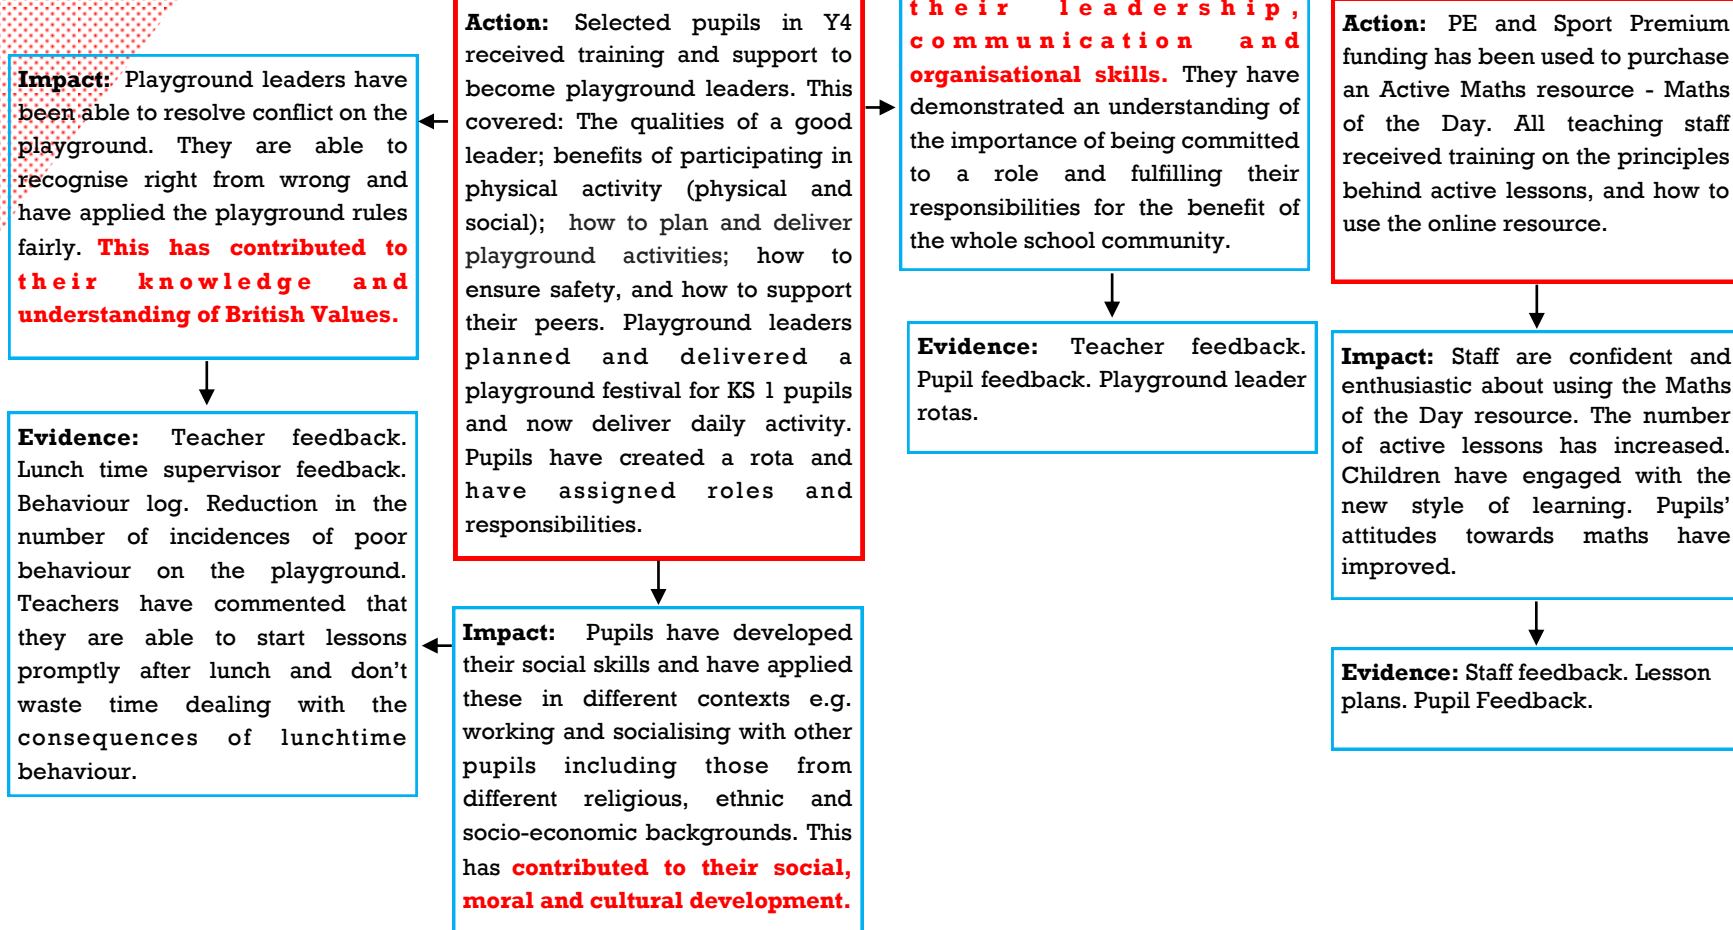 Impact: Playground leaders have
been able to resolve conflict on the
playground. They are able to
recognise right from wrong and
have applied the playground rules
fairly. This has contributed to
their knowledge and
understanding of British Values.
Evidence: Teacher feedback.
Lunch time supervisor feedback.
Behaviour log. Reduction in the
number of incidences of poor
behaviour on the playground.
Teachers have commented that
they are able to start lessons
promptly after lunch and don't
waste time dealing with the
consequences of lunchtime
behaviour.
Action: Selected pupils in Y4
received training and support to
become playground leaders. This
covered: The qualities of a good
leader; benefits of participating in
physical activity (physical and
social); how to plan and deliver
playground activities; how to
ensure safety, and how to support
their peers. Playground leaders
planned and delivered a
playground festival for KS 1 pupils
and now deliver daily activity.
Pupils have created a rota and
have assigned roles and
responsibilities.
Impact: Pupils have developed
their social skills and have applied
these in different contexts e.g.
working and socialising with other
pupils including those from
different religious, ethnic and
socio-economic backgrounds. This
has contributed to their social,
moral and cultural development.
their leadership,
communication and
organisational skills. They have
demonstrated an understanding of
the importance of being committed
to a role and fulfilling their
responsibilities for the benefit of
the whole school community.
Evidence: Teacher feedback.
Pupil feedback. Playground leader
rotas.
Action: PE and Sport Premium
funding has been used to purchase
an Active Maths resource - Maths
of the Day. All teaching staff
received training on the principles
behind active lessons, and how to
use the online resource.
Impact: Staff are confident and
enthusiastic about using the Maths
of the Day resource. The number
of active lessons has increased.
Children have engaged with the
new style of learning. Pupils'
attitudes towards maths have
improved.
Evidence: Staff feedback. Lesson
plans. Pupil Feedback.